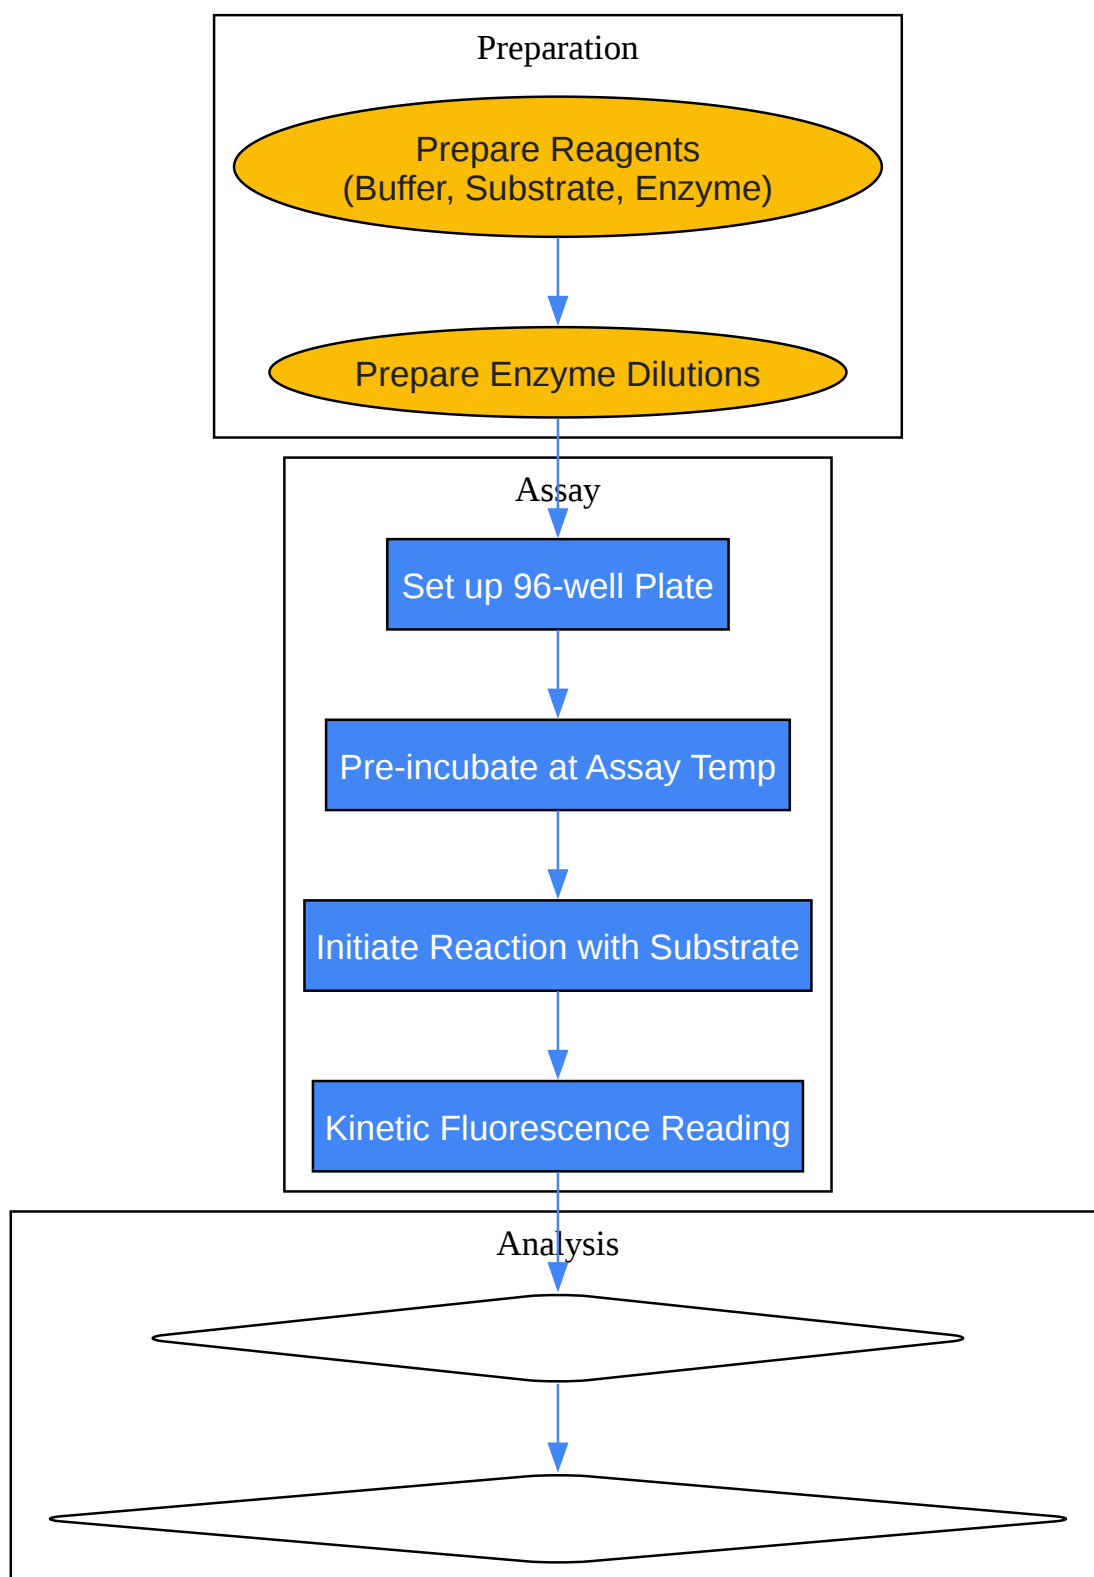 Preparation
Prepare Reagents
(Buffer, Substrate, Enzyme)
Prepare Enzyme Dilutions
Assay
Set up 96-well Plate
Pre-incubate at Assay Temp
Initiate Reaction with Substrate
Kinetic Fluorescence Reading
Analysis